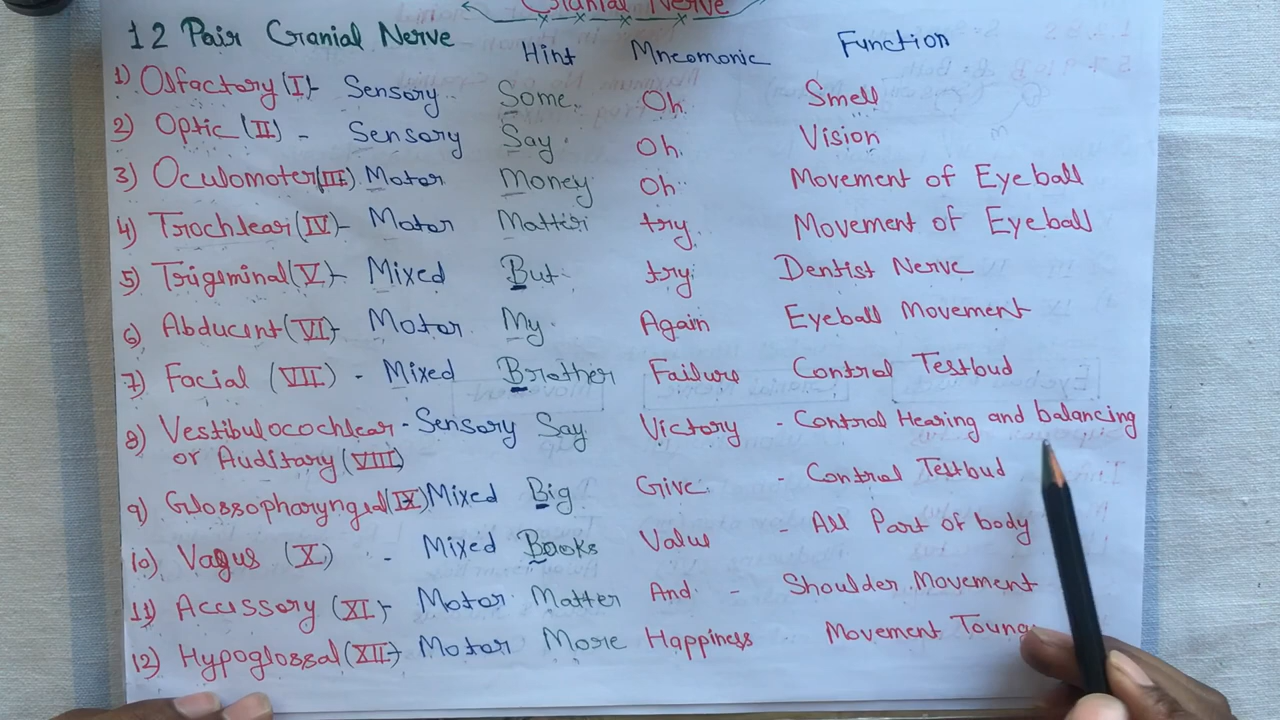 Cranial Nerve
12 Pair Cranial Nerve Hint Mneomonic Function
1) Olfactory (I)- Sensory Some Oh Smell
2) Optic (II) - Sensory Say Oh Vision
3) Oculomoter (III) Motor Money Oh Movement of Eyeball
4) Trochlear (IV)- Motor Matter try Movement of Eyeball
5) Trigeminal (V)- Mixed But try Dentist Nerve
6) Abducent (VI)- Motor My Again Eyeball Movement
7) Facial (VII) - Mixed Brother Failure Control Testbud
8) Vestibulocochlear - Sensory Say Victory - Control Hearing and balancing
or Auditary (VIII)
9) Glossopharyngeal (IX) Mixed Big Give - Control Testbud
10) Vagus (X) - Mixed Books Value - All Part of body
11) Accessory (XI)- Motor Matter And - Shoulder Movement
12) Hypoglossal (XII)- Motor More Happiness Movement Toung